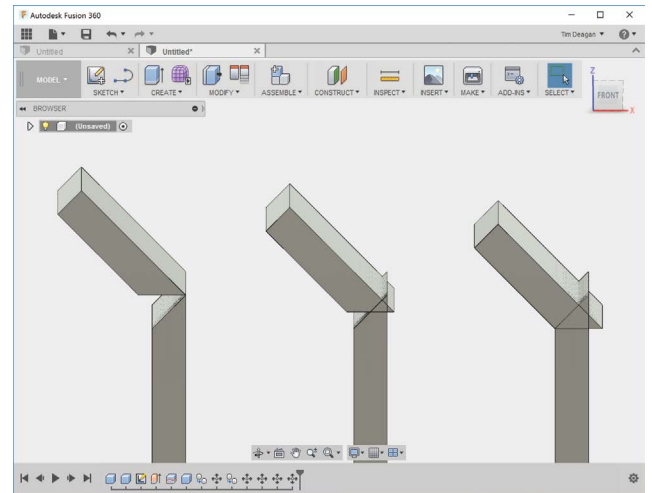 Autodesk Fusion 360
Tim Deagan
Untitled
Untitled*
MODEL
SKETCH
CREATE
MODIFY
ASSEMBLE
CONSTRUCT
INSPECT
INSERT
MAKE
ADD-INS
SELECT
Z
FRONT
X
BROWSER
(Unsaved)